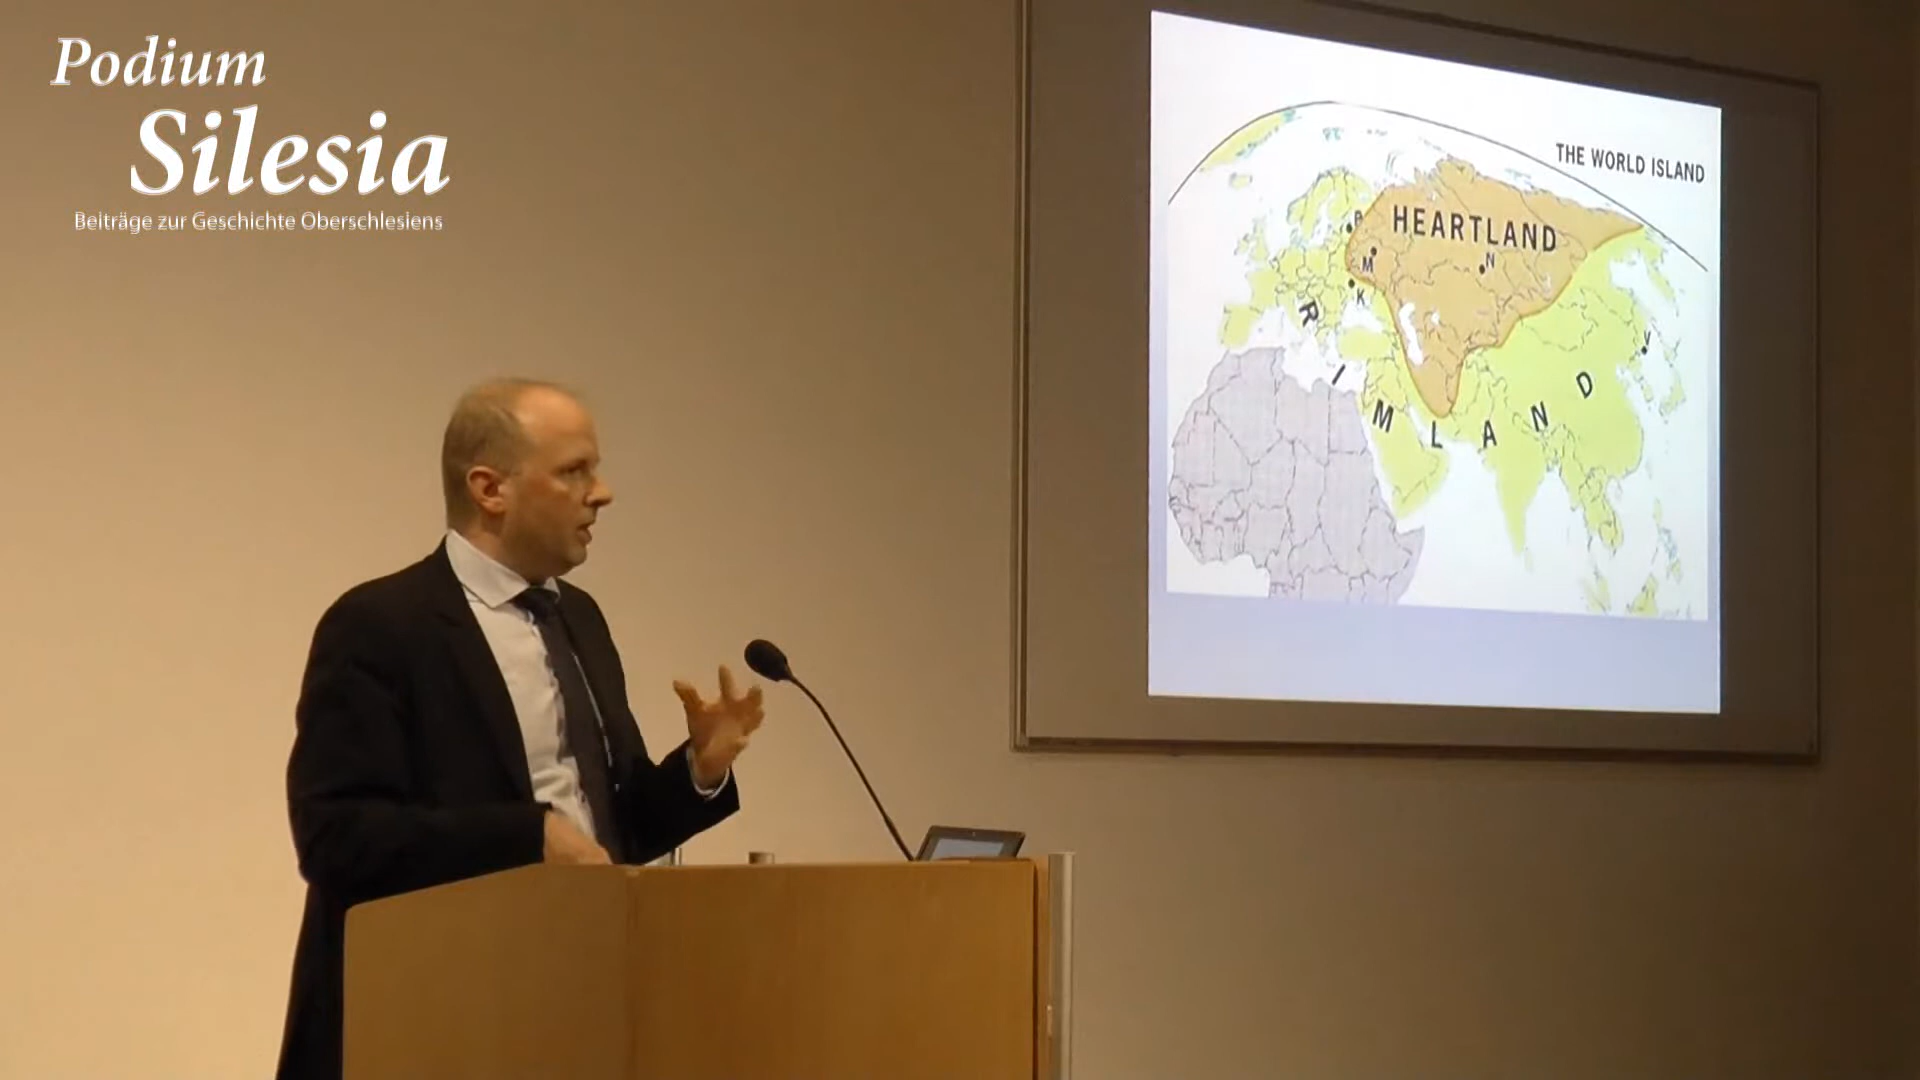 Podium
Silesia
Beiträge zur Geschichte Oberschlesiens
THE WORLD ISLAND
HEARTLAND
P
M
N
K
V
RIMLAND